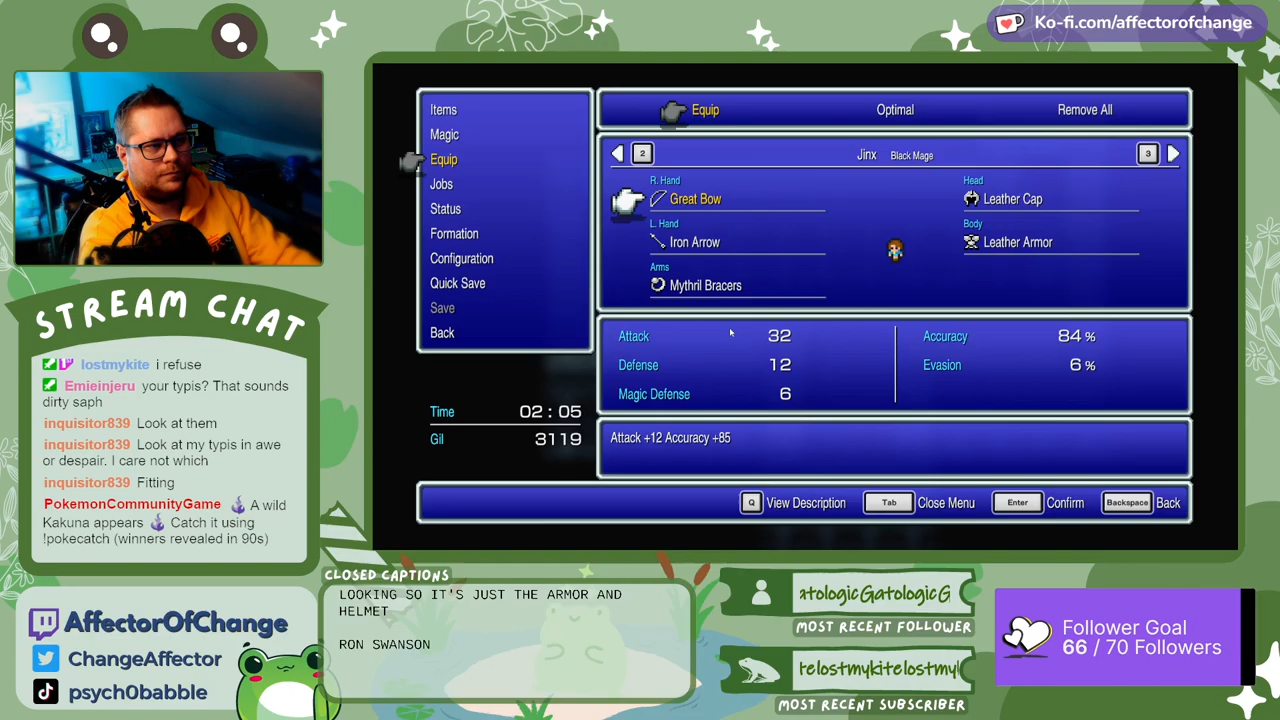 Ko-fi.com/affectorofchange
Items
Magic
Equip
Jobs
Status
Formation
Configuration
Quick Save
Save
Back
Time 02 : 05
Gil 3119
Equip Optimal Remove All
2 Jinx Black Mage 3
R. Hand
Great Bow
L. Hand
Iron Arrow
Arms
Mythril Bracers
Head
Leather Cap
Body
Leather Armor
Attack 32
Defense 12
Magic Defense 6
Accuracy 84 %
Evasion 6 %
Attack +12 Accuracy +85
Q View Description Tab Close Menu Enter Confirm Backspace Back
STREAM CHAT
lostmykite i refuse
Emieinjeru your typis? That sounds
dirty saph
inquisitor839 Look at them
inquisitor839 Look at my typis in awe
or despair. I care not which
inquisitor839 Fitting
PokemonCommunityGame A wild
Kakuna appears Catch it using
!pokecatch (winners revealed in 90s)
AffectorOfChange
ChangeAffector
psych0babble
CLOSED CAPTIONS
LOOKING SO IT'S JUST THE ARMOR AND
HELMET
RON SWANSON
atologicGatologicG
MOST RECENT FOLLOWER
telostmykitelostmyl
MOST RECENT SUBSCRIBER
Follower Goal
66 / 70 Followers